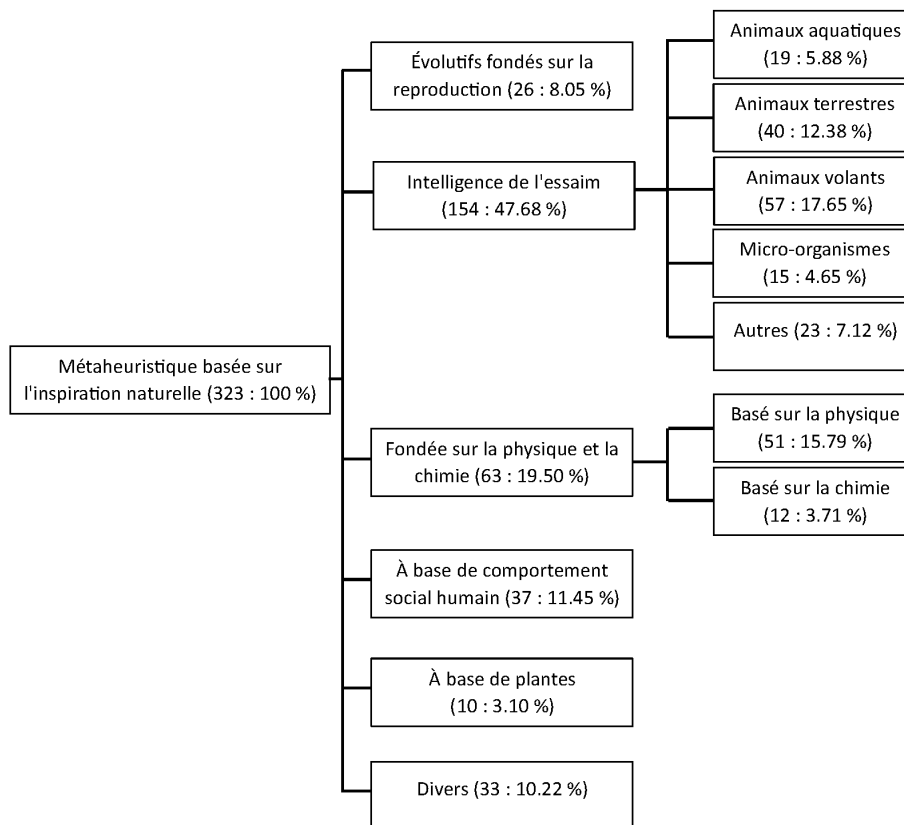 Métaheuristique basée sur
l'inspiration naturelle (323 : 100 %)
Évolutifs fondés sur la
reproduction (26 : 8.05 %)
Intelligence de l'essaim
(154 : 47.68 %)
Animaux aquatiques
(19 : 5.88 %)
Animaux terrestres
(40 : 12.38 %)
Animaux volants
(57 : 17.65 %)
Micro-organismes
(15 : 4.65 %)
Autres (23 : 7.12 %)
Fondée sur la physique et la
chimie (63 : 19.50 %)
Basé sur la physique
(51 : 15.79 %)
Basé sur la chimie
(12 : 3.71 %)
À base de comportement
social humain (37 : 11.45 %)
À base de plantes
(10 : 3.10 %)
Divers (33 : 10.22 %)